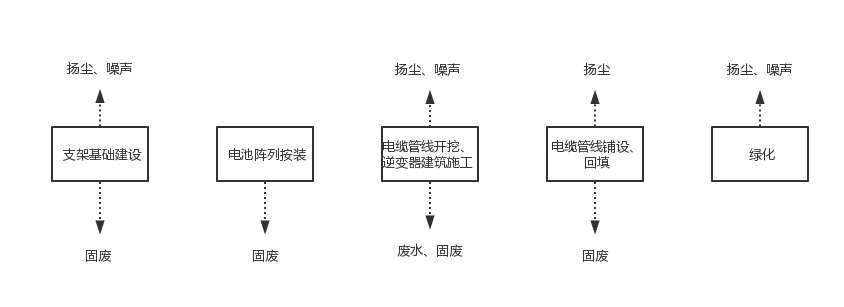 扬尘、噪声
扬尘、噪声
扬尘
扬尘、噪声
支架基础建设
电池阵列按装
电缆管线开挖、
逆变器建筑施工
电缆管线铺设、
回填
绿化
固废
固废
废水、固废
固废